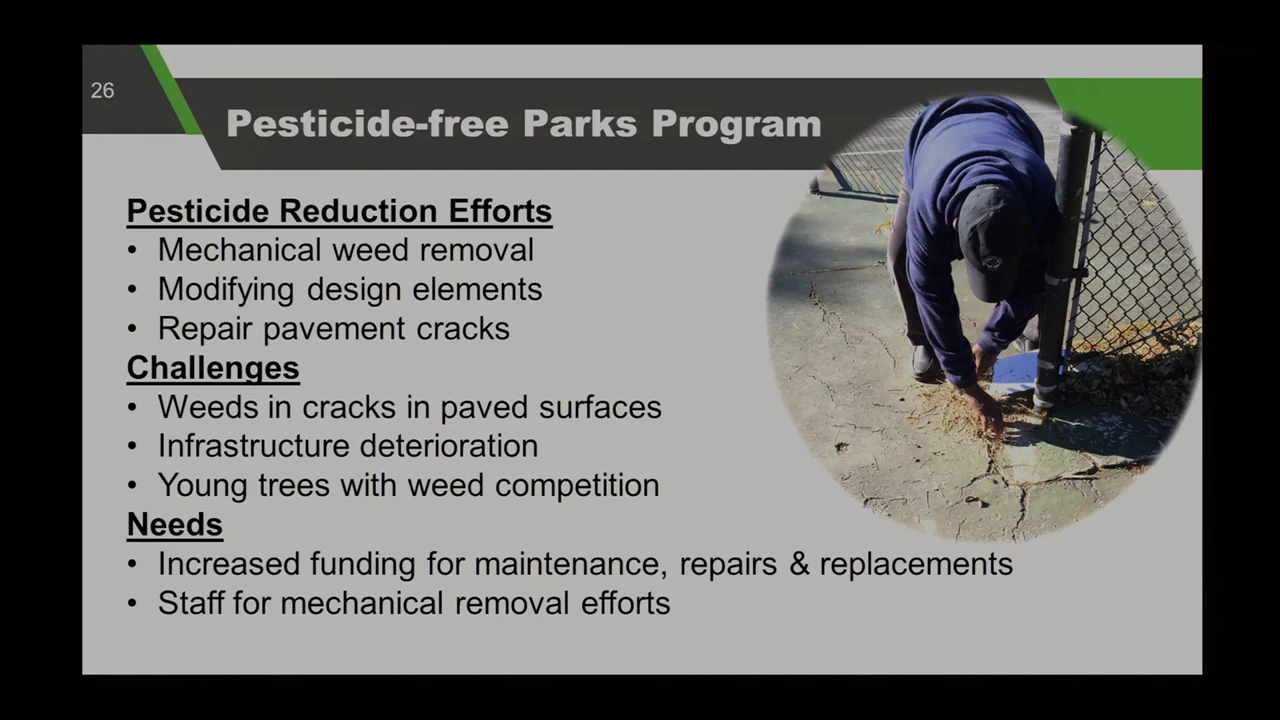 26
Pesticide-free Parks Program
Pesticide Reduction Efforts
• Mechanical weed removal
• Modifying design elements
• Repair pavement cracks
Challenges
• Weeds in cracks in paved surfaces
• Infrastructure deterioration
• Young trees with weed competition
Needs
• Increased funding for maintenance, repairs & replacements
• Staff for mechanical removal efforts